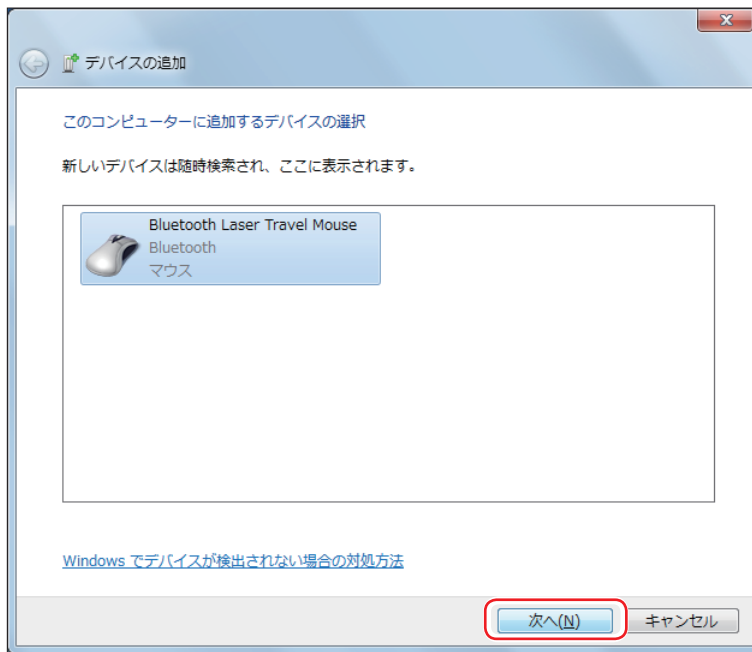 デバイスの追加
このコンピューターに追加するデバイスの選択
新しいデバイスは随時検索され、ここに表示されます。
Bluetooth Laser Travel Mouse
Bluetooth
マウス
Windows でデバイスが検出されない場合の対処方法
次へ(N) キャンセル